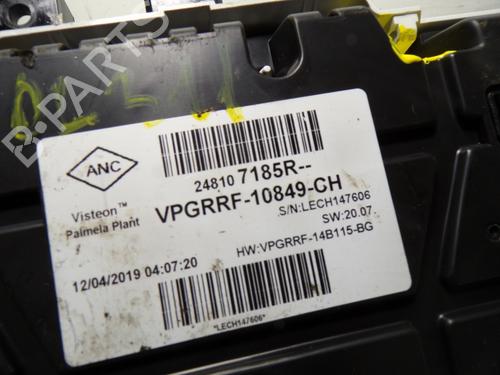 B-PARTS
ANC
24810 7185R--
Visteon™
Palmela Plant
VPGRRF-10849-CH
S/N:LECH147606
SW:20.07.
HW:VPGRRF-14B115-BG
12/04/2019 04:07:20
*LECH147606*